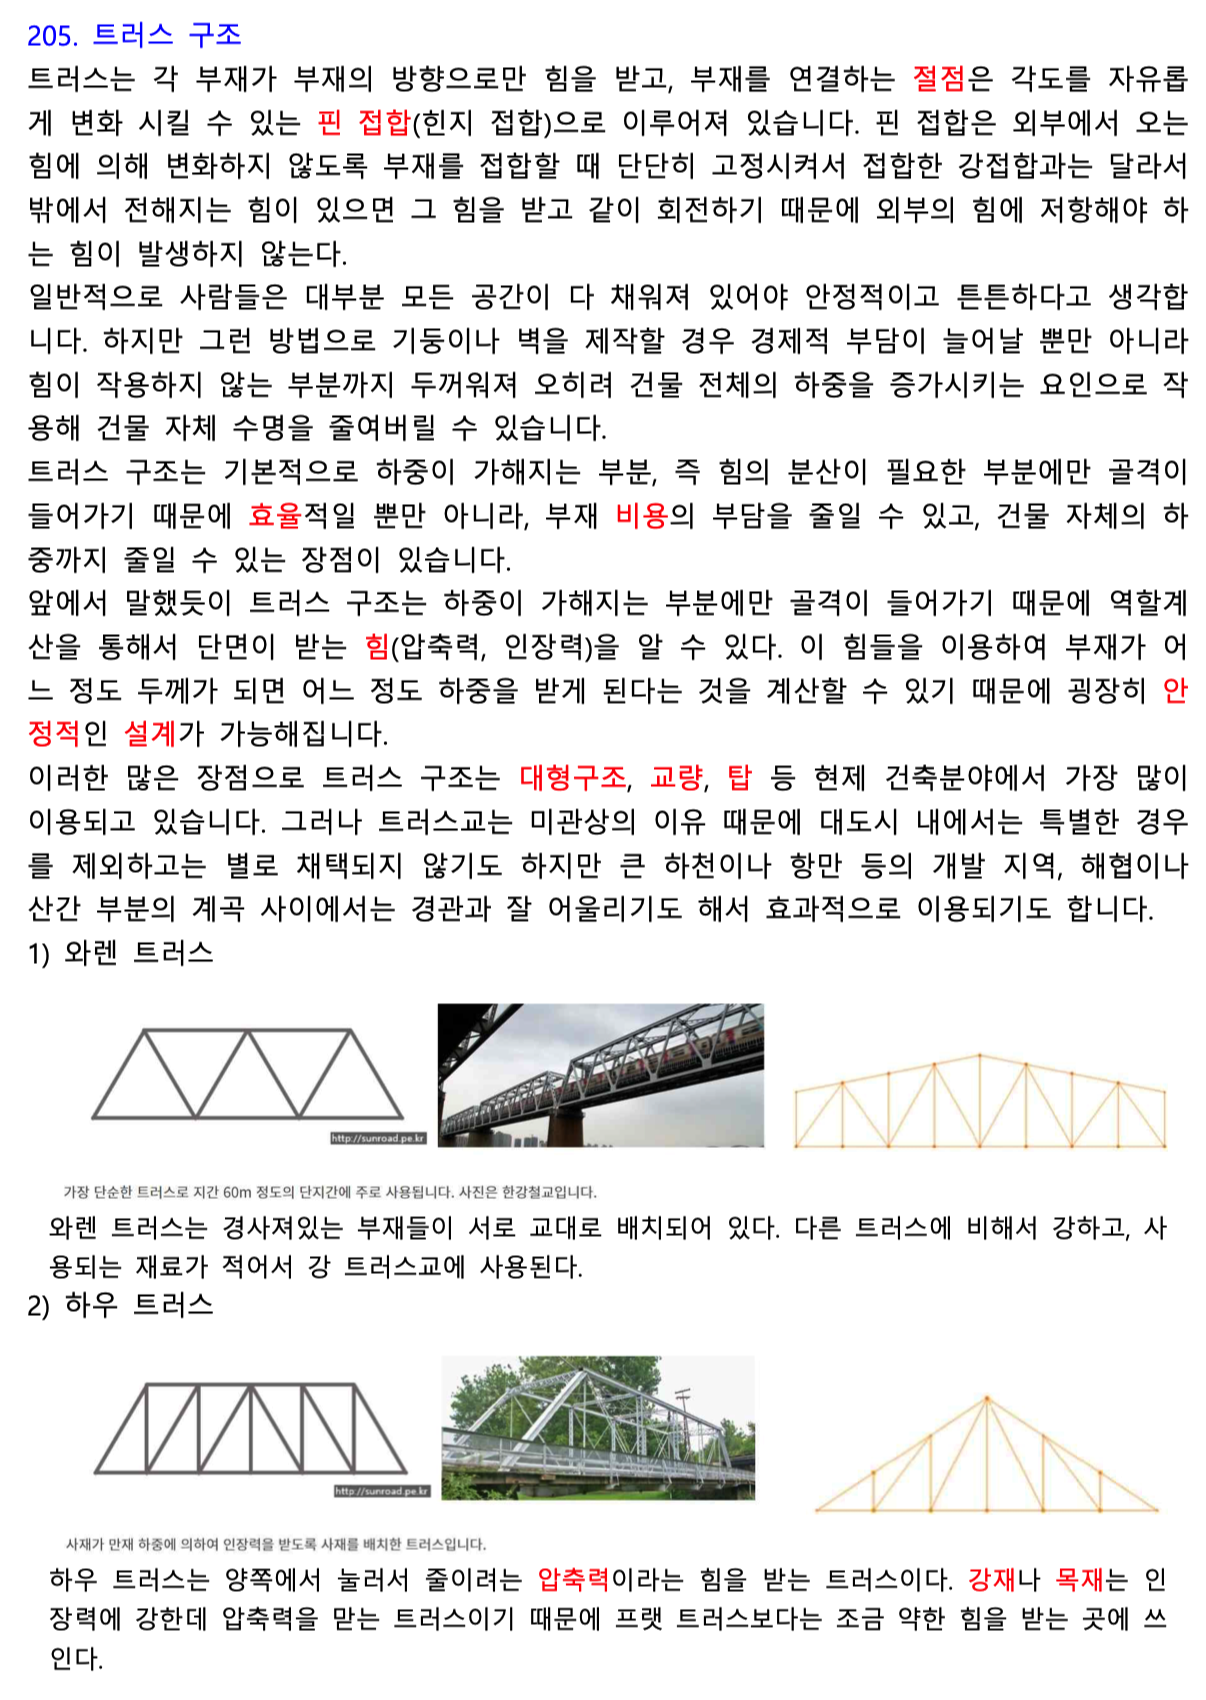 205. 트러스 구조
트러스는 각 부재가 부재의 방향으로만 힘을 받고, 부재를 연결하는 절점은 각도를 자유롭
게 변화 시킬 수 있는 핀 접합(힌지 접합)으로 이루어져 있습니다. 핀 접합은 외부에서 오는
힘에 의해 변화하지 않도록 부재를 접합할 때 단단히 고정시켜서 접합한 강접합과는 달라서
밖에서 전해지는 힘이 있으면 그 힘을 받고 같이 회전하기 때문에 외부의 힘에 저항해야 하
는 힘이 발생하지 않는다.
일반적으로 사람들은 대부분 모든 공간이 다 채워져 있어야 안정적이고 튼튼하다고 생각합
니다. 하지만 그런 방법으로 기둥이나 벽을 제작할 경우 경제적 부담이 늘어날 뿐만 아니라
힘이 작용하지 않는 부분까지 두꺼워져 오히려 건물 전체의 하중을 증가시키는 요인으로 작
용해 건물 자체 수명을 줄여버릴 수 있습니다.
트러스 구조는 기본적으로 하중이 가해지는 부분, 즉 힘의 분산이 필요한 부분에만 골격이
들어가기 때문에 효율적일 뿐만 아니라, 부재 비용의 부담을 줄일 수 있고, 건물 자체의 하
중까지 줄일 수 있는 장점이 있습니다.
앞에서 말했듯이 트러스 구조는 하중이 가해지는 부분에만 골격이 들어가기 때문에 역할계
산을 통해서 단면이 받는 힘(압축력, 인장력)을 알 수 있다. 이 힘들을 이용하여 부재가 어
느 정도 두께가 되면 어느 정도 하중을 받게 된다는 것을 계산할 수 있기 때문에 굉장히 안
정적인 설계가 가능해집니다.
이러한 많은 장점으로 트러스 구조는 대형구조, 교량, 탑 등 현제 건축분야에서 가장 많이
이용되고 있습니다. 그러나 트러스교는 미관상의 이유 때문에 대도시 내에서는 특별한 경우
를 제외하고는 별로 채택되지 않기도 하지만 큰 하천이나 항만 등의 개발 지역, 해협이나
산간 부분의 계곡 사이에서는 경관과 잘 어울리기도 해서 효과적으로 이용되기도 합니다.
1) 와렌 트러스
http://sunroad.pe.kr
가장 단순한 트러스로 지간 60m 정도의 단지간에 주로 사용됩니다. 사진은 한강철교입니다.
와렌 트러스는 경사져있는 부재들이 서로 교대로 배치되어 있다. 다른 트러스에 비해서 강하고, 사
용되는 재료가 적어서 강 트러스교에 사용된다.
2) 하우 트러스
http://sunroad.pe.kr
사재가 만재 하중에 의하여 인장력을 받도록 사재를 배치한 트러스입니다.
하우 트러스는 양쪽에서 눌러서 줄이려는 압축력이라는 힘을 받는 트러스이다. 강재나 목재는 인
장력에 강한데 압축력을 맏는 트러스이기 때문에 프랫 트러스보다는 조금 약한 힘을 받는 곳에 쓰
인다.